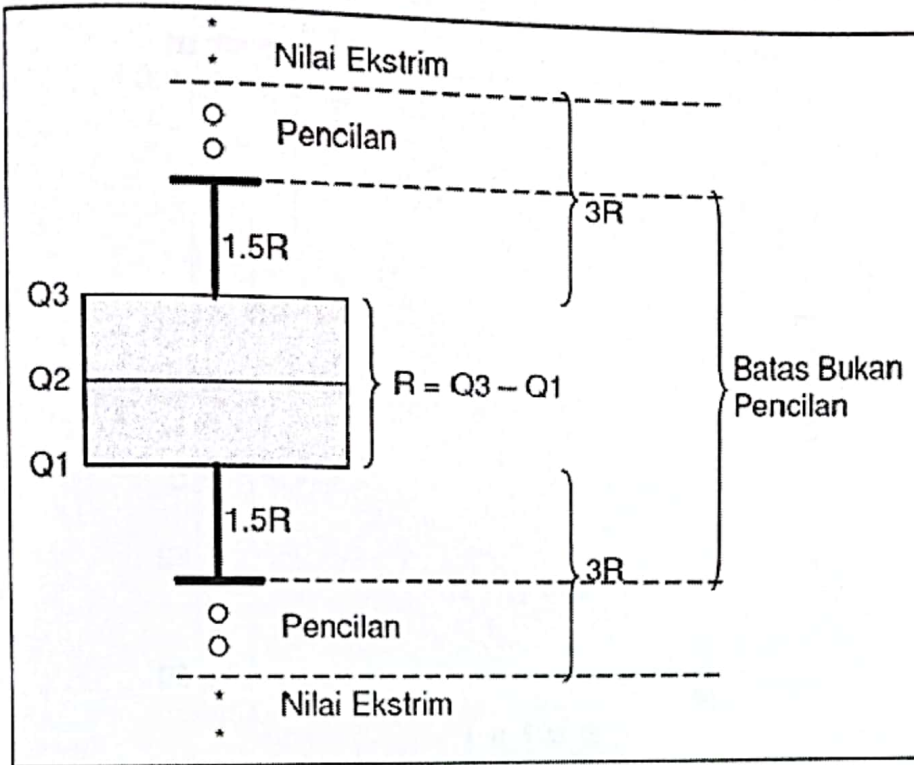 *
*
Nilai Ekstrim
Pencilan
3R
1.5R
Q3
Q2
R = Q3 – Q1
Batas Bukan
Pencilan
Q1
1.5R
3R
Pencilan
*
Nilai Ekstrim
*